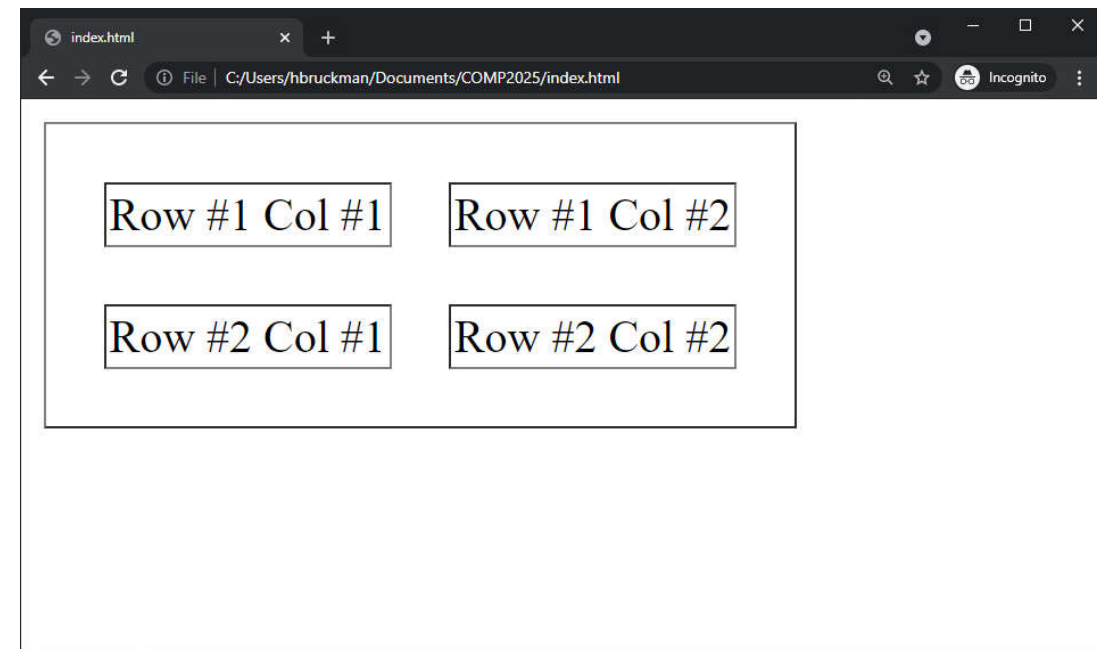 index.html
File C:/Users/hbruckman/Documents/COMP2025/index.html Incognito
Row #1 Col #1 Row #1 Col #2
Row #2 Col #1 Row #2 Col #2